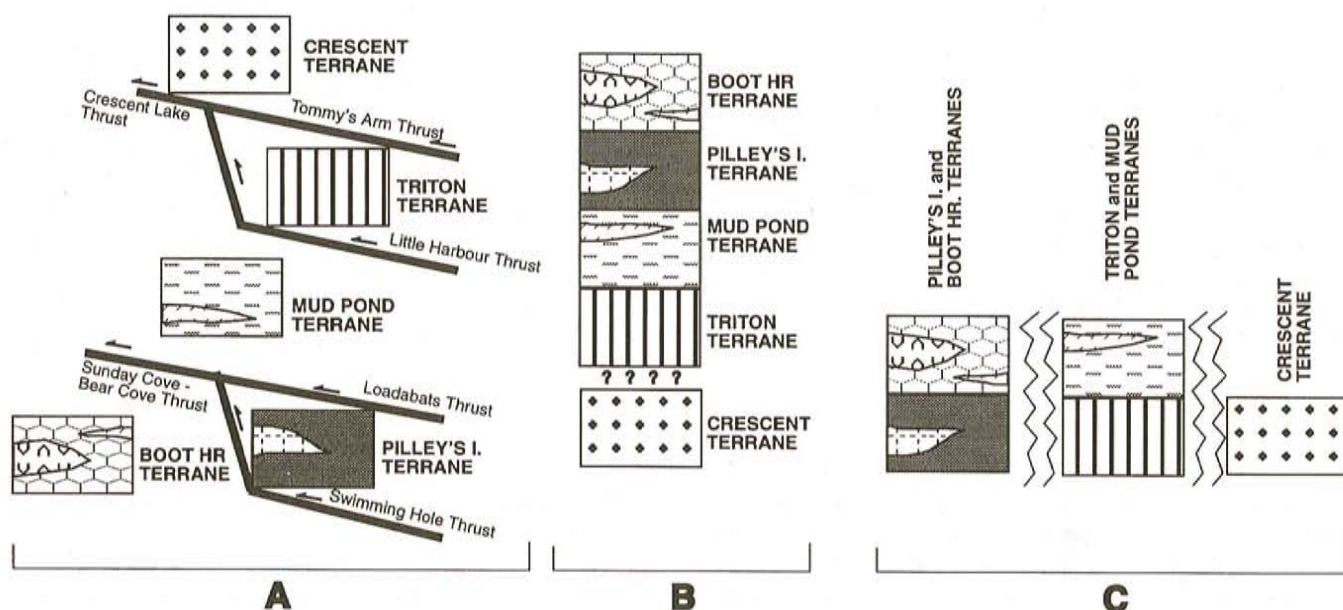 CRESCENT
TERRANE
Crescent Lake
Thrust
Tommy's Arm Thrust
TRITON
TERRANE
Little Harbour Thrust
MUD POND
TERRANE
Sunday Cove -
Bear Cove Thrust
Loadabats Thrust
BOOT HR
TERRANE
PILLEY'S I.
TERRANE
Swimming Hole Thrust
A
BOOT HR
TERRANE
PILLEY'S I.
TERRANE
MUD POND
TERRANE
TRITON
TERRANE
? ? ? ?
CRESCENT
TERRANE
B
PILLEY'S I. and
BOOT HR. TERRANES
TRITON and MUD
POND TERRANES
CRESCENT
TERRANE
C